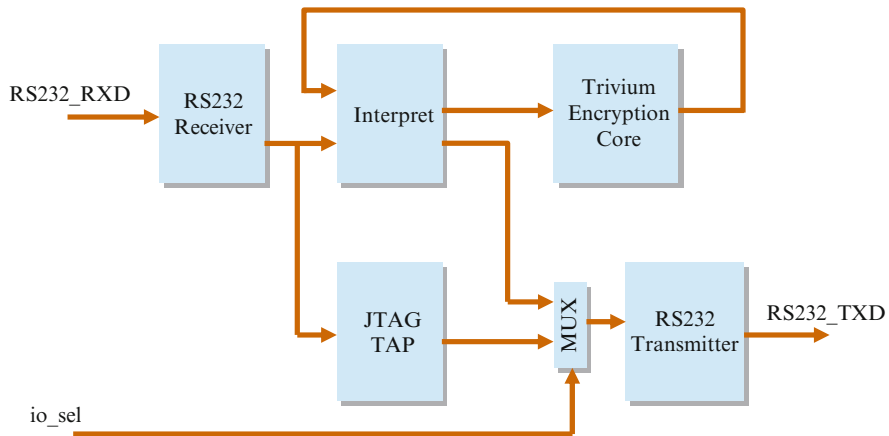 RS232_RXD
RS232
Receiver
Interpret
Trivium
Encryption
Core
JTAG
TAP
MUX
RS232
Transmitter
RS232_TXD
io_sel